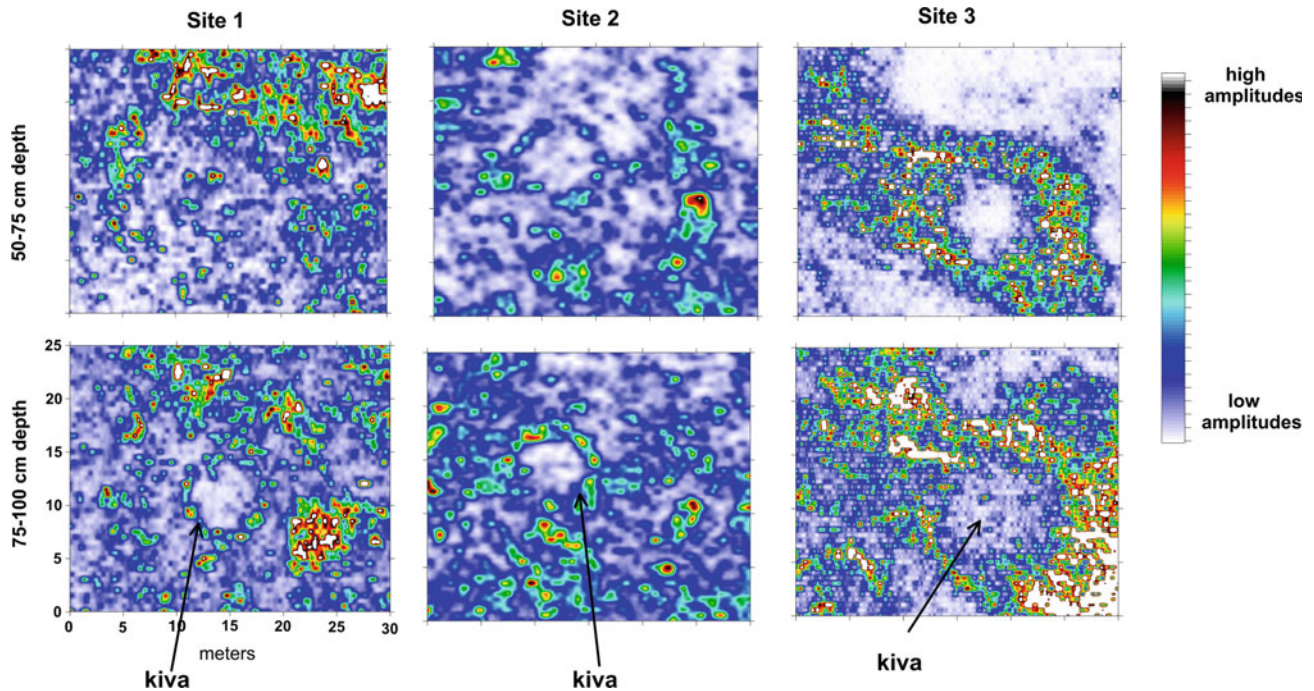 Site 1
Site 2
Site 3
50-75 cm depth
high
amplitudes
low
amplitudes
75-100 cm depth
25
20
15
10
5
0
0 5 10 15 20 25 30
meters
kiva
kiva
kiva